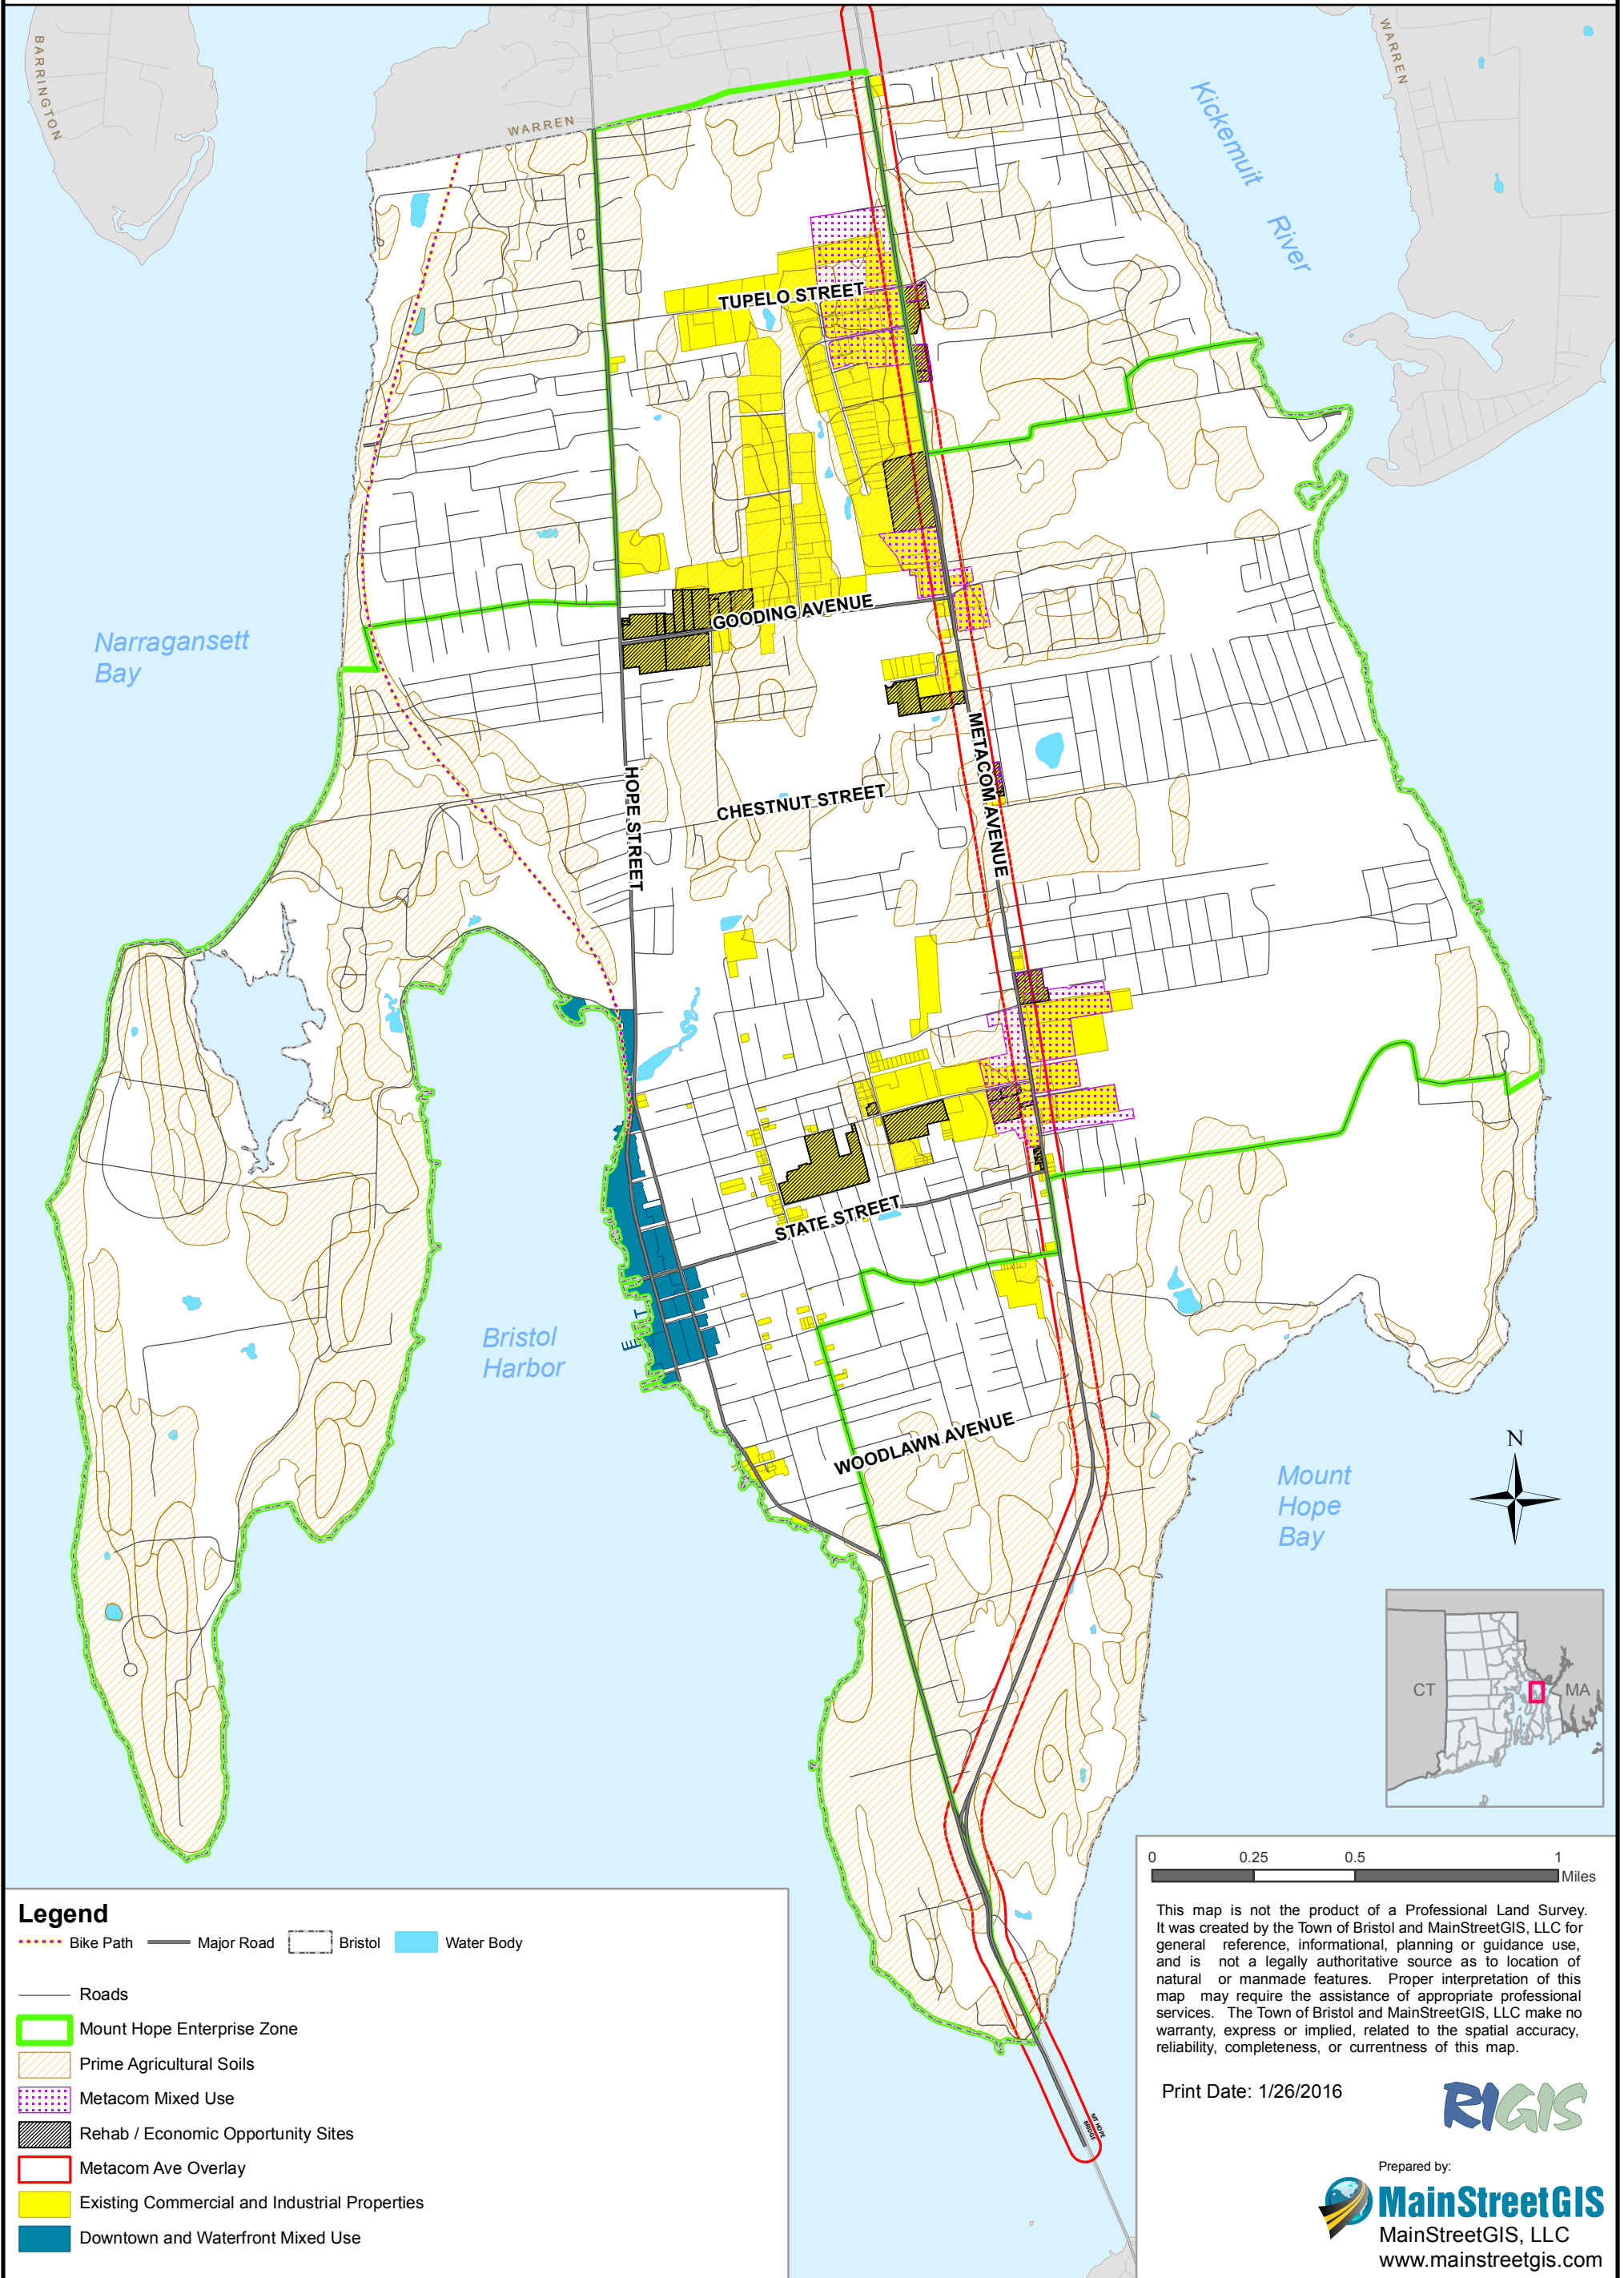 BARRINGTON
WARREN
WARREN
Kickemuit River
TUPELO STREET
Narragansett
Bay
GOODING AVENUE
METACOM AVENUE
HOPE STREET
CHESTNUT STREET
STATE STREET
Bristol
Harbor
WOODLAWN AVENUE
Mount
Hope
Bay
N
CT
MA
0 0.25 0.5 1
Miles
This map is not the product of a Professional Land Survey.
It was created by the Town of Bristol and MainStreetGIS, LLC for
general reference, informational, planning or guidance use,
and is not a legally authoritative source as to location of
natural or manmade features. Proper interpretation of this
map may require the assistance of appropriate professional
services. The Town of Bristol and MainStreetGIS, LLC make no
warranty, express or implied, related to the spatial accuracy,
reliability, completeness, or currentness of this map.
Print Date: 1/26/2016
RIGIS
Prepared by:
MainStreetGIS
MainStreetGIS, LLC
www.mainstreetgis.com
MT HOPE
BRIDGE
Legend
Bike Path Major Road Bristol Water Body
Roads
Mount Hope Enterprise Zone
Prime Agricultural Soils
Metacom Mixed Use
Rehab / Economic Opportunity Sites
Metacom Ave Overlay
Existing Commercial and Industrial Properties
Downtown and Waterfront Mixed Use